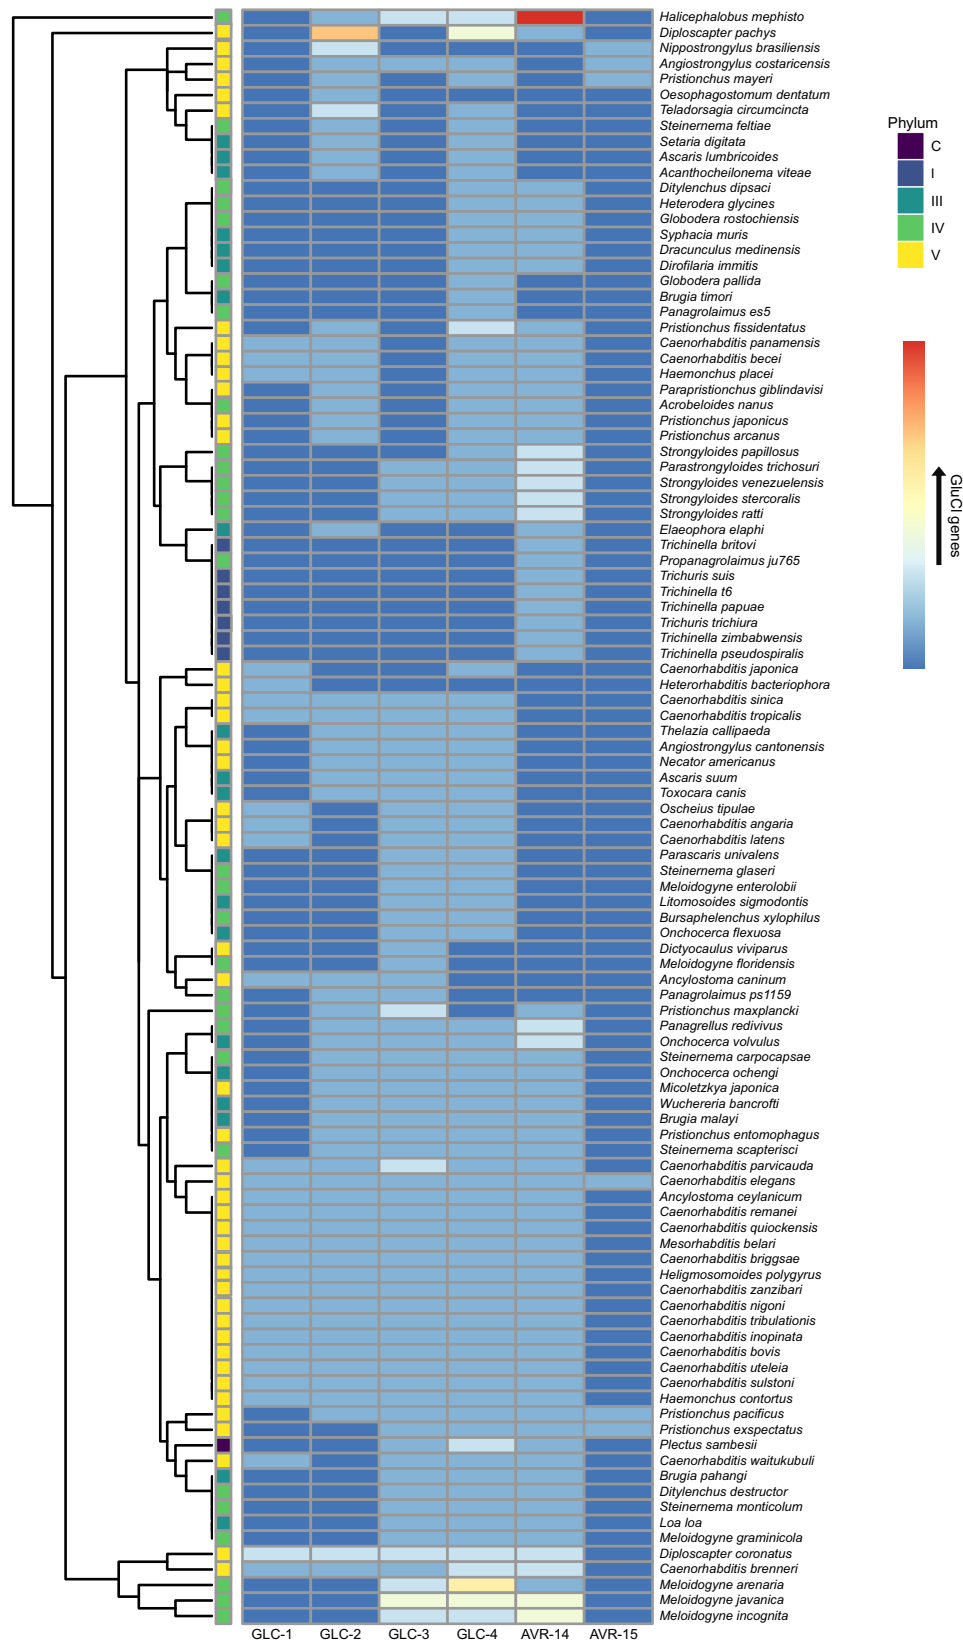 Halicephalobus mephisto
Diploscapter pachys
Nippostrongylus brasiliensis
Angiostrongylus costaricensis
Pristionchus mayeri
Oesophagostomum dentatum
Teladorsagia circumcincta
Steinernema feltiae
Setaria digitata
Ascaris lumbricoides
Acanthocheilonema viteae
Ditylenchus dipsaci
Heterodera glycines
Globodera rostochiensis
Syphacia muris
Dracunculus medinensis
Dirofilaria immitis
Globodera pallida
Brugia timori
Panagrolaimus es5
Pristionchus fissidentatus
Caenorhabditis panamensis
Caenorhabditis becei
Haemonchus placei
Parapristionchus giblindavisi
Acrobeloides nanus
Pristionchus japonicus
Pristionchus arcanus
Strongyloides papillosus
Parastrongyloides trichosuri
Strongyloides venezuelensis
Strongyloides stercoralis
Strongyloides ratti
Elaeophora elaphi
Trichinella britovi
Propanagrolaimus ju765
Trichuris suis
Trichinella t6
Trichinella papuae
Trichuris trichiura
Trichinella zimbabwensis
Trichinella pseudospiralis
Caenorhabditis japonica
Heterorhabditis bacteriophora
Caenorhabditis sinica
Caenorhabditis tropicalis
Thelazia callipaeda
Angiostrongylus cantonensis
Necator americanus
Ascaris suum
Toxocara canis
Oscheius tipulae
Caenorhabditis angaria
Caenorhabditis latens
Parascaris univalens
Steinernema glaseri
Meloidogyne enterolobii
Litomosoides sigmodontis
Bursaphelenchus xylophilus
Onchocerca flexuosa
Dictyocaulus viviparus
Meloidogyne floridensis
Ancylostoma caninum
Panagrolaimus ps1159
Pristionchus maxplancki
Panagrellus redivivus
Onchocerca volvulus
Steinernema carpocapsae
Onchocerca ochengi
Micoletzkya japonica
Wuchereria bancrofti
Brugia malayi
Pristionchus entomophagus
Steinernema scapterisci
Caenorhabditis parvicauda
Caenorhabditis elegans
Ancylostoma ceylanicum
Caenorhabditis remanei
Caenorhabditis quiockensis
Mesorhabditis belari
Caenorhabditis briggsae
Heligmosomoides polygyrus
Caenorhabditis zanzibari
Caenorhabditis nigoni
Caenorhabditis tribulationis
Caenorhabditis inopinata
Caenorhabditis bovis
Caenorhabditis uteleia
Caenorhabditis sulstoni
Haemonchus contortus
Pristionchus pacificus
Pristionchus exspectatus
Plectus sambesii
Caenorhabditis waitukubuli
Brugia pahangi
Ditylenchus destructor
Steinernema monticolum
Loa loa
Meloidogyne graminicola
Diploscapter coronatus
Caenorhabditis brenneri
Meloidogyne arenaria
Meloidogyne javanica
Meloidogyne incognita
GLC-1 GLC-2 GLC-3 GLC-4 AVR-14 AVR-15
Phylum
C
I
III
IV
V
GluCl genes